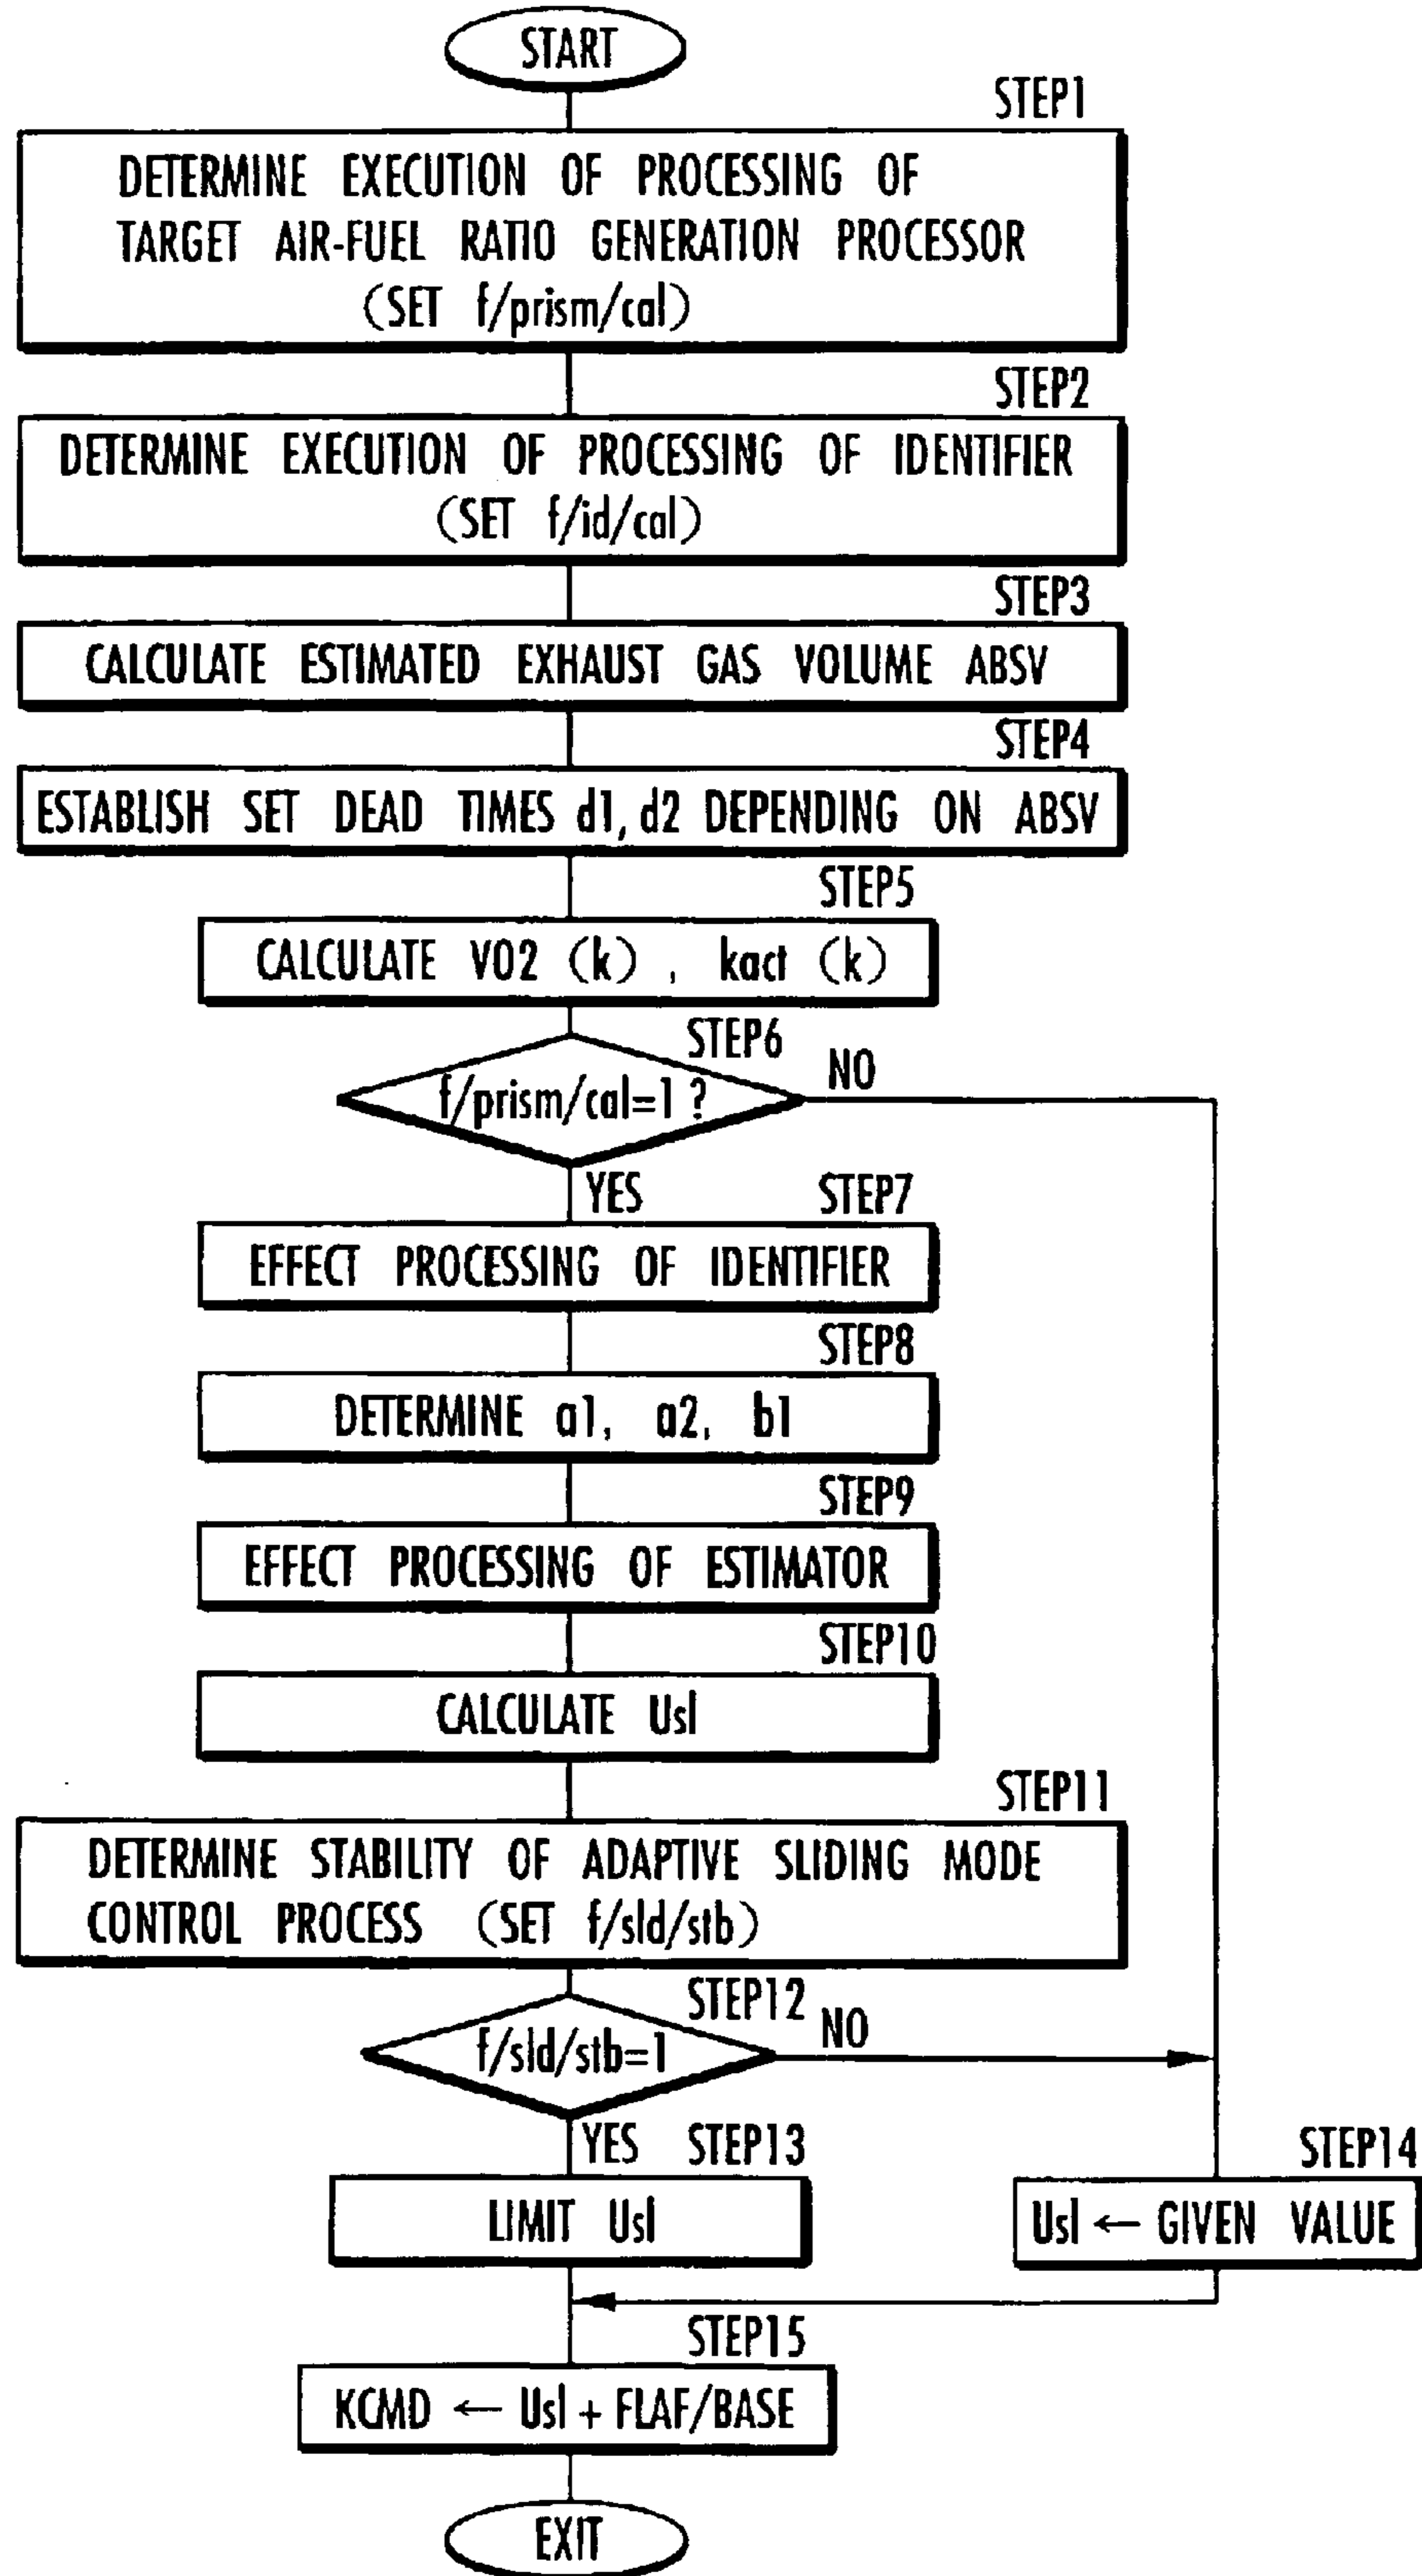 START
STEP1
DETERMINE EXECUTION OF PROCESSING OF
TARGET AIR-FUEL RATIO GENERATION PROCESSOR
(SET f/prism/cal)
STEP2
DETERMINE EXECUTION OF PROCESSING OF IDENTIFIER
(SET f/id/cal)
STEP3
CALCULATE ESTIMATED EXHAUST GAS VOLUME ABSV
STEP4
ESTABLISH SET DEAD TIMES d1, d2 DEPENDING ON ABSV
STEP5
CALCULATE VO2 (k) , kact (k)
STEP6
f/prism/cal=1 ?
NO
YES
STEP7
EFFECT PROCESSING OF IDENTIFIER
STEP8
DETERMINE a1, a2, b1
STEP9
EFFECT PROCESSING OF ESTIMATOR
STEP10
CALCULATE Usl
STEP11
DETERMINE STABILITY OF ADAPTIVE SLIDING MODE
CONTROL PROCESS (SET f/sld/stb)
STEP12
f/sld/stb=1
NO
YES
STEP13
LIMIT Usl
STEP14
Usl ← GIVEN VALUE
STEP15
KCMD ← Usl + FLAF/BASE
EXIT